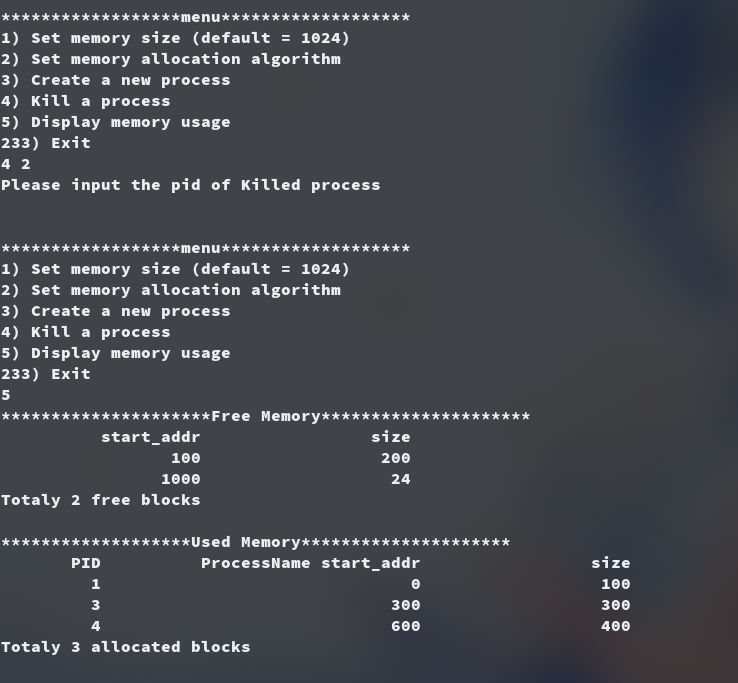 ******************menu*******************
1) Set memory size (default = 1024)
2) Set memory allocation algorithm
3) Create a new process
4) Kill a process
5) Display memory usage
233) Exit
4 2
Please input the pid of Killed process
******************menu*******************
1) Set memory size (default = 1024)
2) Set memory allocation algorithm
3) Create a new process
4) Kill a process
5) Display memory usage
233) Exit
5
*********************Free Memory*********************
          start_addr                 size
                 100                  200
                1000                   24
Totaly 2 free blocks
*******************Used Memory*********************
       PID          ProcessName start_addr                 size
         1                               0                  100
         3                             300                  300
         4                             600                  400
Totaly 3 allocated blocks